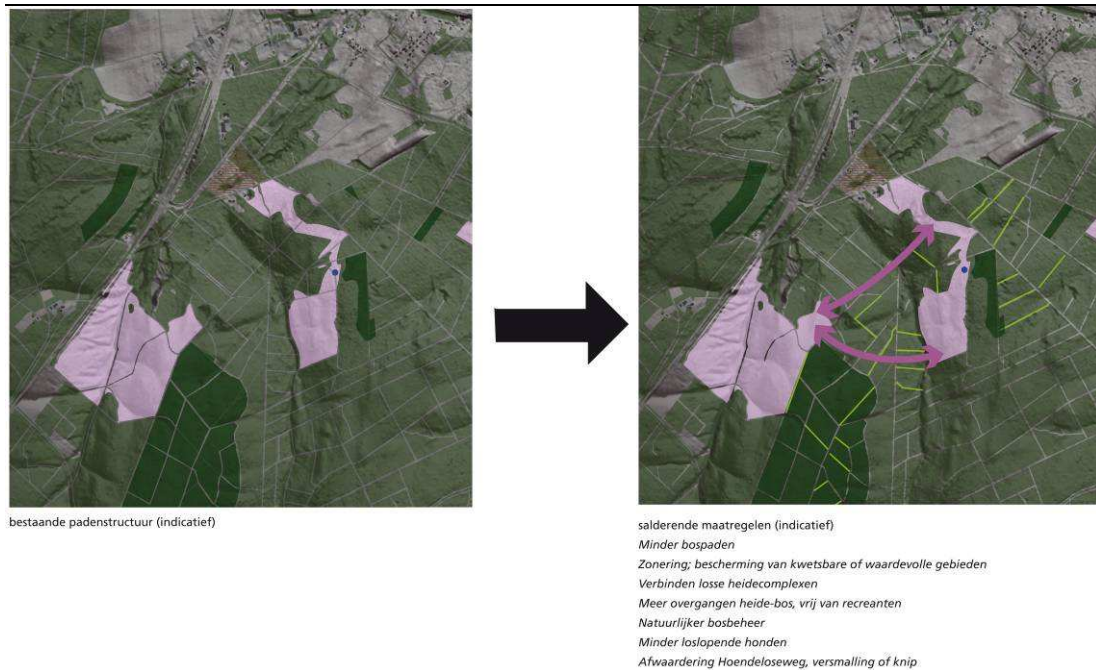 bestaande padenstructuur (indicatief)
salderende maatregelen (indicatief)
Minder bospaden
Zonering; bescherming van kwetsbare of waardevolle gebieden
Verbinden losse heidecomplexen
Meer overgangen heide-bos, vrij van recreanten
Natuurlijker bosbeheer
Minder loslopende honden
Afwaardering Hoendeloseweg, versmalling of knip